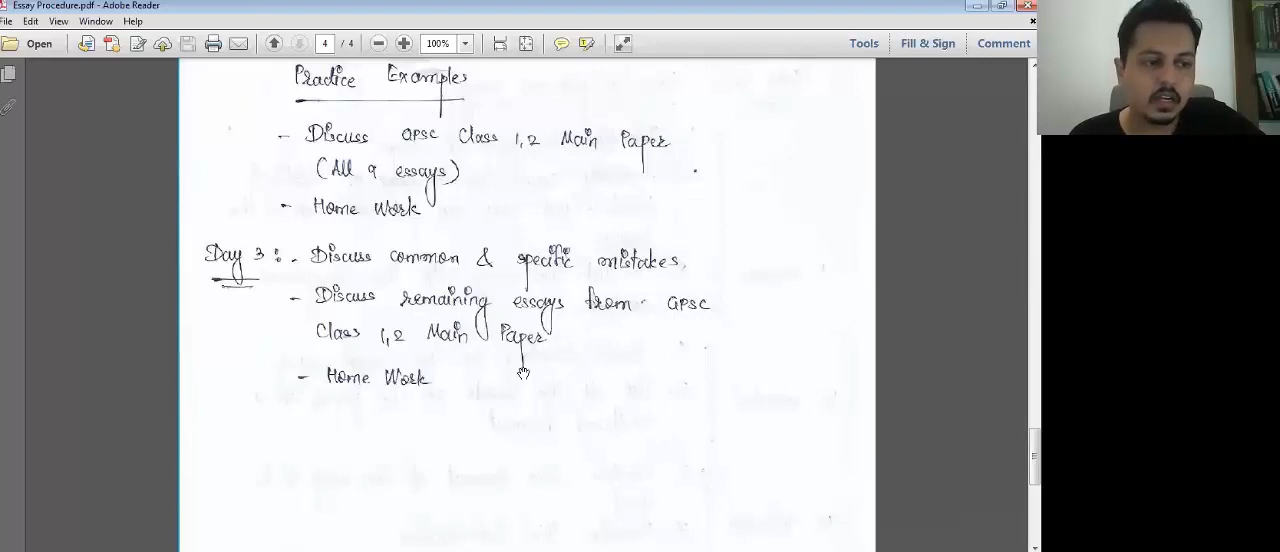 Essay Procedure.pdf - Adobe Reader
File Edit View Window Help
Open 4 / 4 100% Tools Fill & Sign Comment
Practice Examples
- Discuss GPSC Class 1,2 Main Paper
(All 9 essays)
- Home Work
Day 3 : - Discuss common & specific mistakes.
- Discuss remaining essays from GPSC
Class 1,2 Main Paper
- Home Work